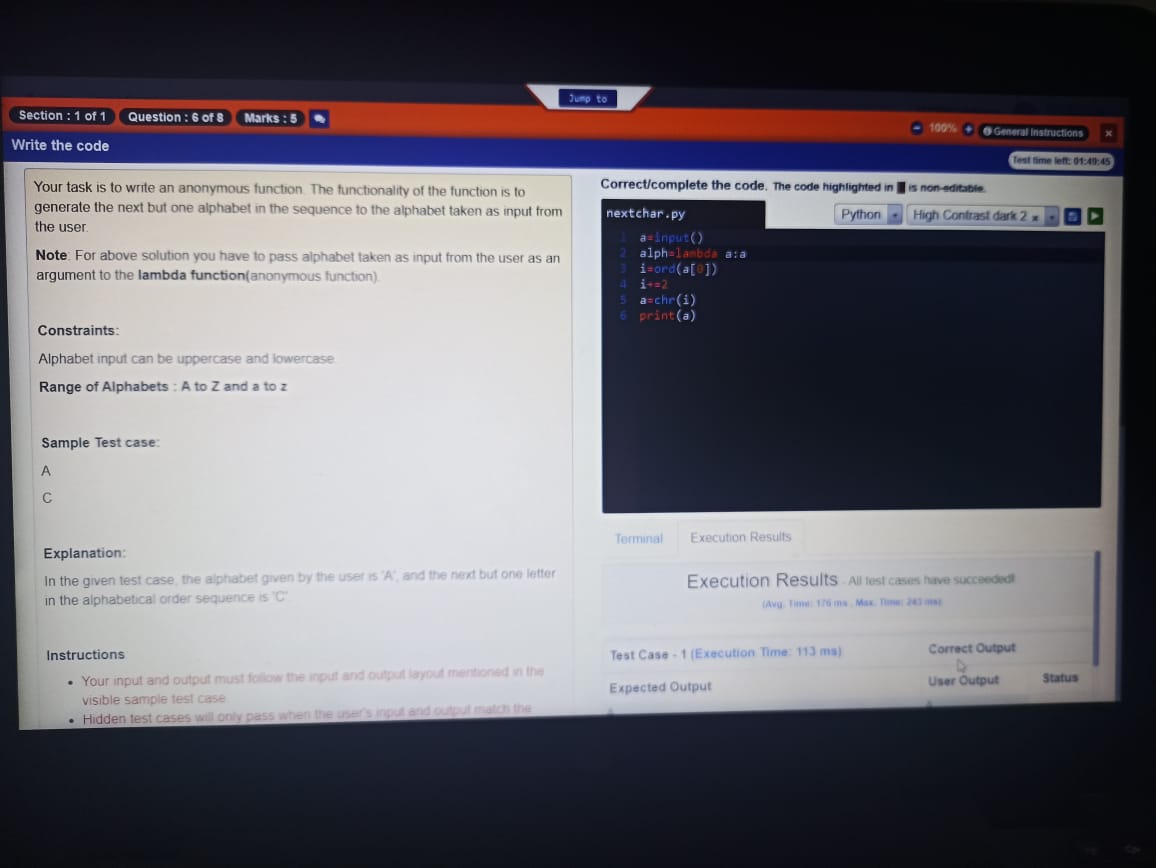 Jump to
Section : 1 of 1 Question : 6 of 8 Marks : 5
100% General Instructions
Write the code
Test time left: 01:49:45
Your task is to write an anonymous function. The functionality of the function is to
generate the next but one alphabet in the sequence to the alphabet taken as input from
the user.
Note: For above solution you have to pass alphabet taken as input from the user as an
argument to the lambda function(anonymous function).
Constraints:
Alphabet input can be uppercase and lowercase.
Range of Alphabets : A to Z and a to z
Sample Test case:
A
C
Explanation:
In the given test case, the alphabet given by the user is 'A', and the next but one letter
in the alphabetical order sequence is 'C'.
Instructions
• Your input and output must follow the input and output layout mentioned in the
visible sample test case.
• Hidden test cases will only pass when the user's input and output match the
Correct/complete the code. The code highlighted in is non-editable.
nextchar.py
Python High Contrast dark 2
1 a=input()
2 alph=lambda a:a
3 i=ord(a[0])
4 i+=2
5 a=chr(i)
6 print(a)
Terminal Execution Results
Execution Results - All test cases have succeeded!
(Avg. Time: 176 ms , Max. Time: 243 ms)
Test Case - 1 (Execution Time: 113 ms) Correct Output
Expected Output User Output Status